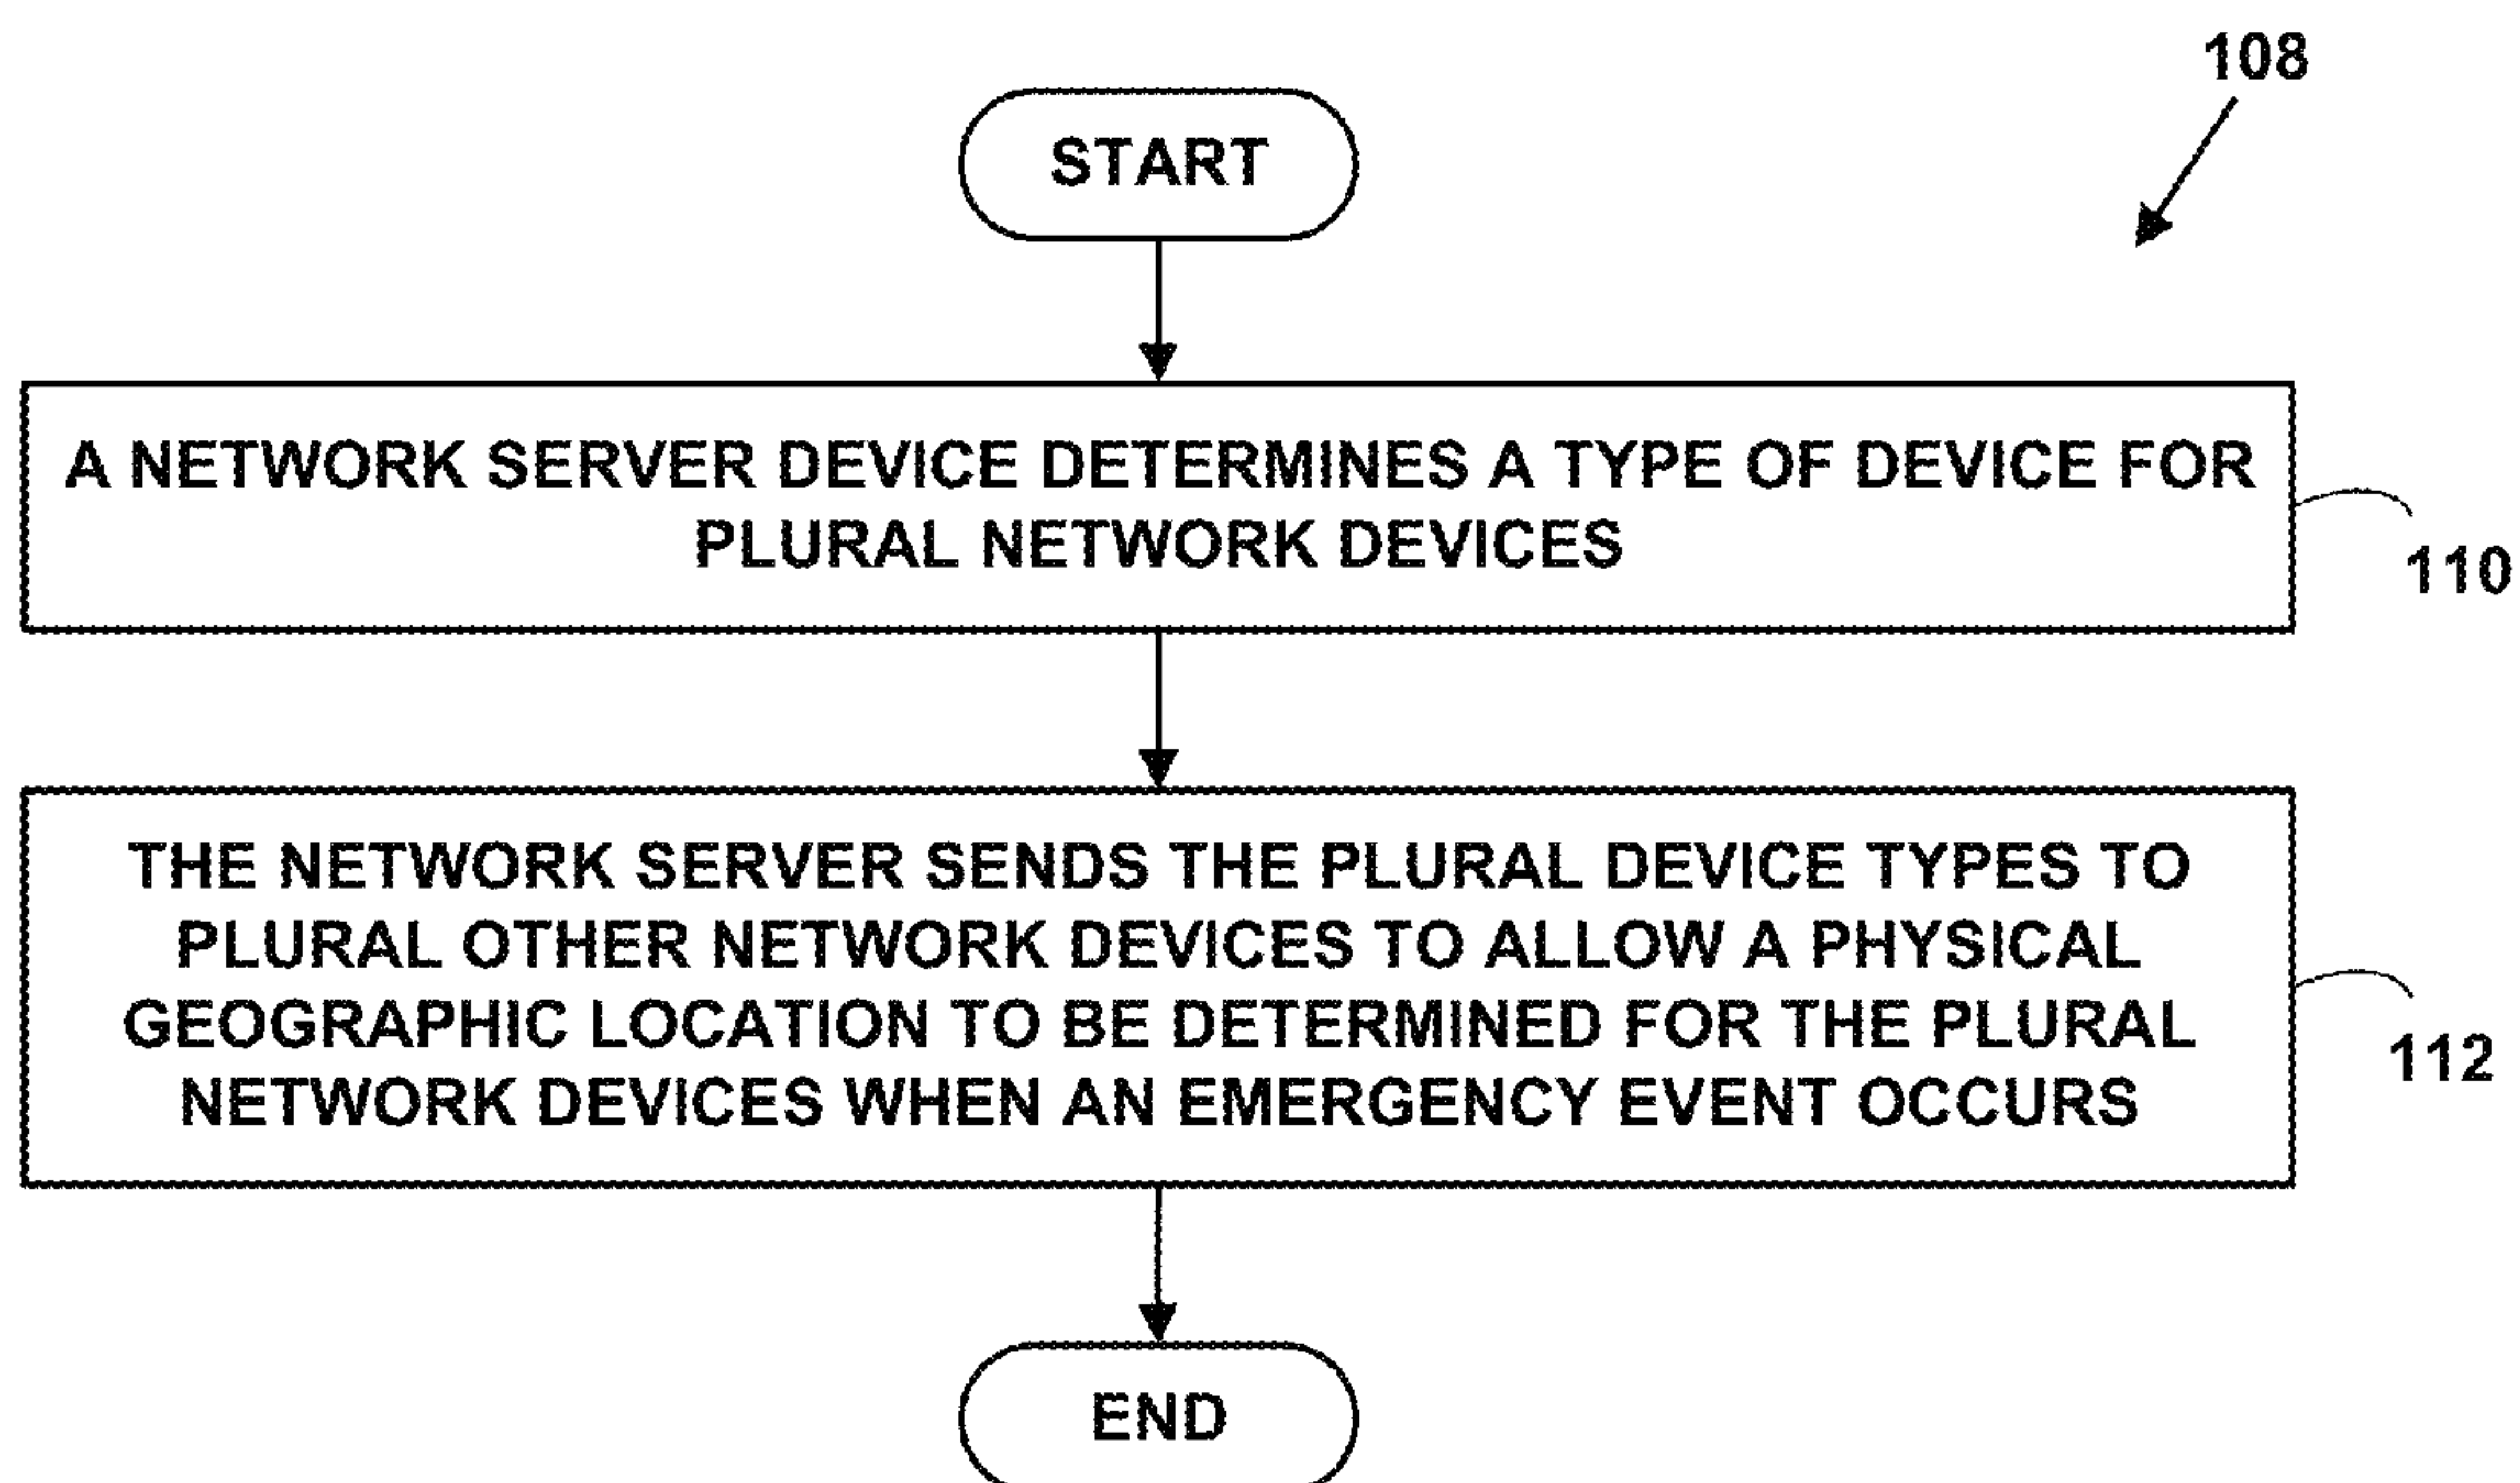 108
START
A NETWORK SERVER DEVICE DETERMINES A TYPE OF DEVICE FOR
PLURAL NETWORK DEVICES
110
THE NETWORK SERVER SENDS THE PLURAL DEVICE TYPES TO
PLURAL OTHER NETWORK DEVICES TO ALLOW A PHYSICAL
GEOGRAPHIC LOCATION TO BE DETERMINED FOR THE PLURAL
NETWORK DEVICES WHEN AN EMERGENCY EVENT OCCURS
112
END